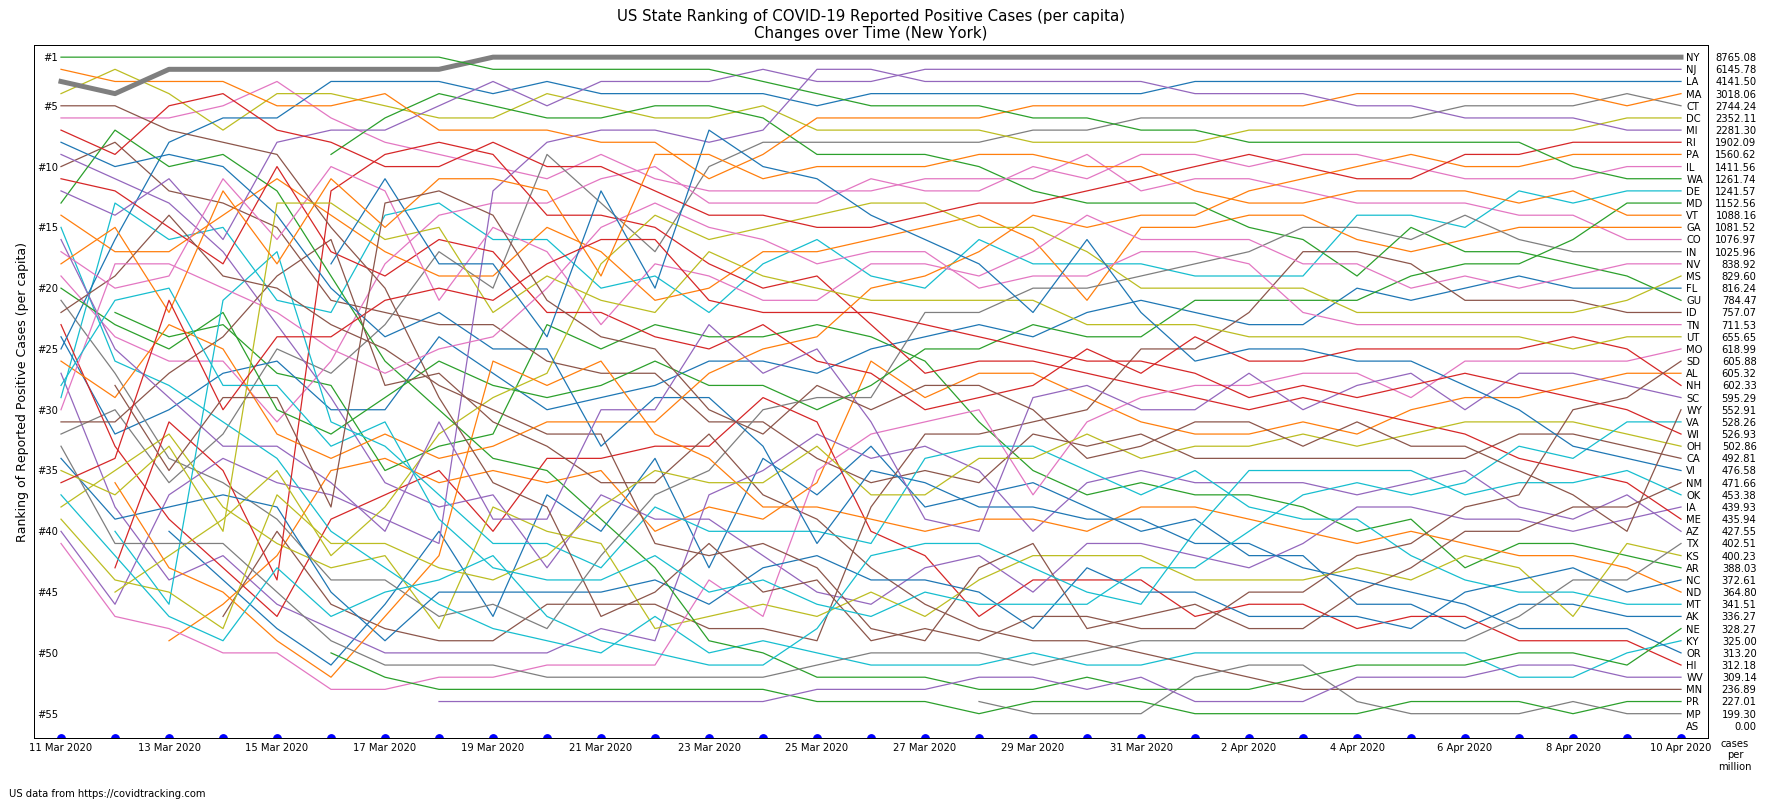 US State Ranking of COVID-19 Reported Positive Cases (per capita)
Changes over Time (New York)
Ranking of Reported Positive Cases (per capita)
#1
#5
#10
#15
#20
#25
#30
#35
#40
#45
#50
#55
NY 8765.08
NJ 6145.78
LA 4141.50
MA 3018.06
CT 2744.24
DC 2352.11
MI 2281.30
RI 1902.09
PA 1560.62
IL 1411.56
WA 1261.74
DE 1241.57
MD 1152.56
VT 1088.16
GA 1081.52
CO 1076.97
IN 1025.96
NV 838.92
MS 829.60
FL 816.24
GU 784.47
ID 757.07
TN 711.53
UT 655.65
MO 618.99
SD 605.88
AL 605.32
NH 602.33
SC 595.29
WY 552.91
VA 528.26
WI 526.93
OH 502.86
CA 492.81
VI 476.58
NM 471.66
OK 453.38
IA 439.93
ME 435.94
AZ 427.55
TX 402.51
KS 400.23
AR 388.03
NC 372.61
ND 364.80
MT 341.51
AK 336.27
NE 328.27
KY 325.00
OR 313.20
HI 312.18
WV 309.14
MN 236.89
PR 227.01
MP 199.30
AS 0.00
11 Mar 2020 13 Mar 2020 15 Mar 2020 17 Mar 2020 19 Mar 2020 21 Mar 2020 23 Mar 2020 25 Mar 2020 27 Mar 2020 29 Mar 2020 31 Mar 2020 2 Apr 2020 4 Apr 2020 6 Apr 2020 8 Apr 2020 10 Apr 2020
cases
per
million
US data from https://covidtracking.com